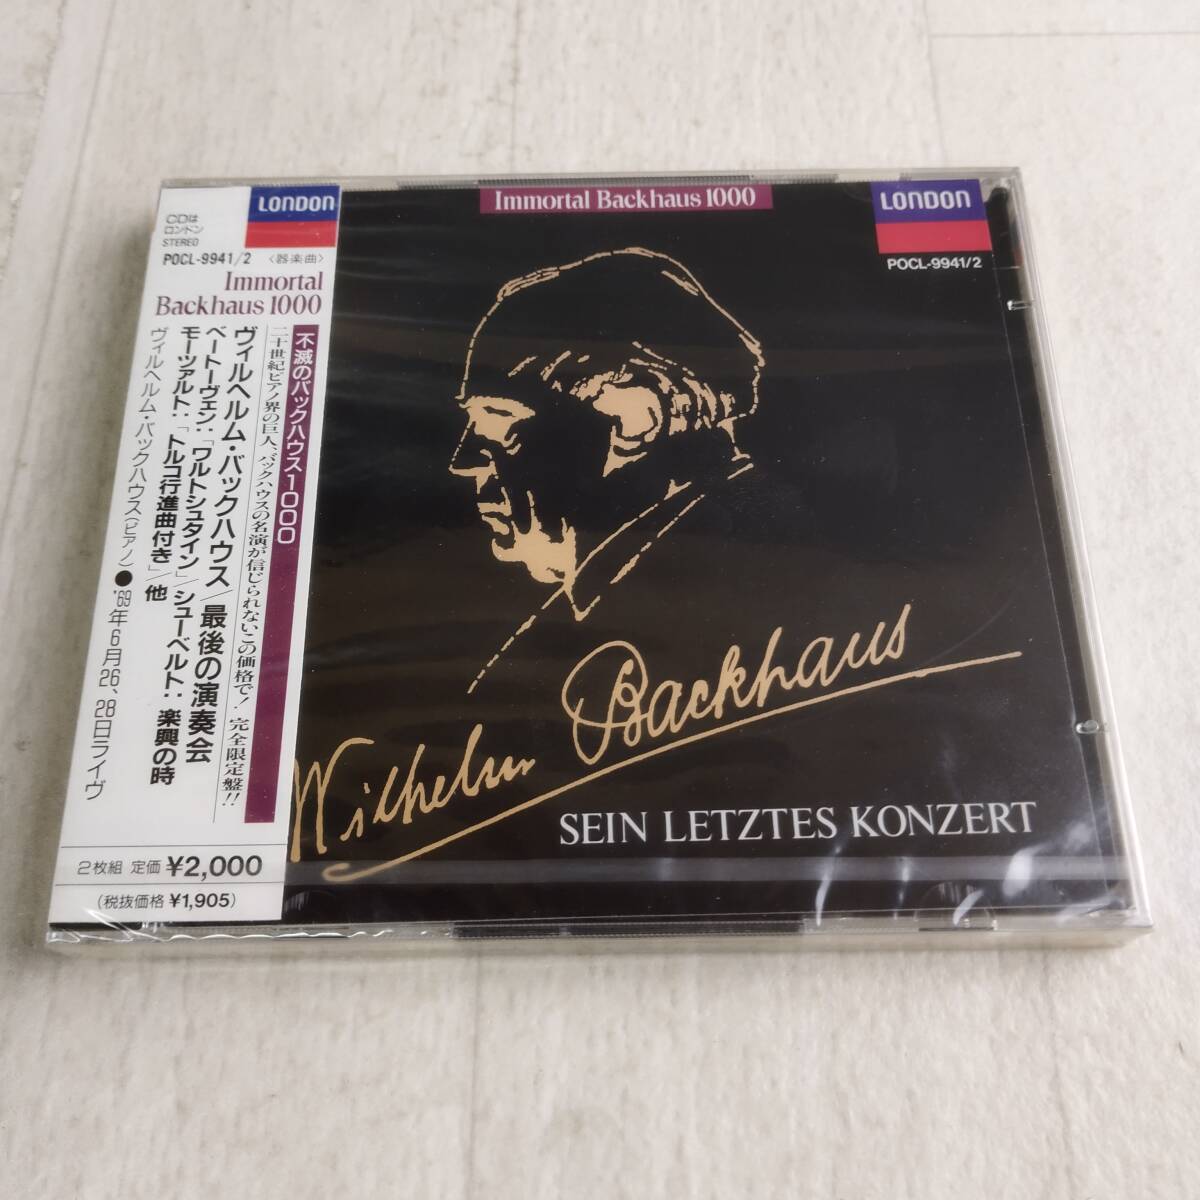 CDは
ロンドン
STEREO
LONDON
POCL-9941/2 〈器楽曲〉
Immortal
Backhaus 1000
不滅のバックハウス1000
二十世紀ピアノ界の巨人、バックハウスの名演が信じられないこの価格で! 完全限定盤!!
ヴィルヘルム・バックハウス/最後の演奏会
ベートーヴェン:「ワルトシュタイン」/シューベルト:楽興の時
モーツァルト:「トルコ行進曲付き」/他
ヴィルヘルム・バックハウス(ピアノ) ●'69年6月26、28日ライヴ
2枚組 定価 ¥2,000
(税抜価格 ¥1,905)
Immortal Backhaus 1000
LONDON
POCL-9941/2
Wilhelm Backhaus
SEIN LETZTES KONZERT